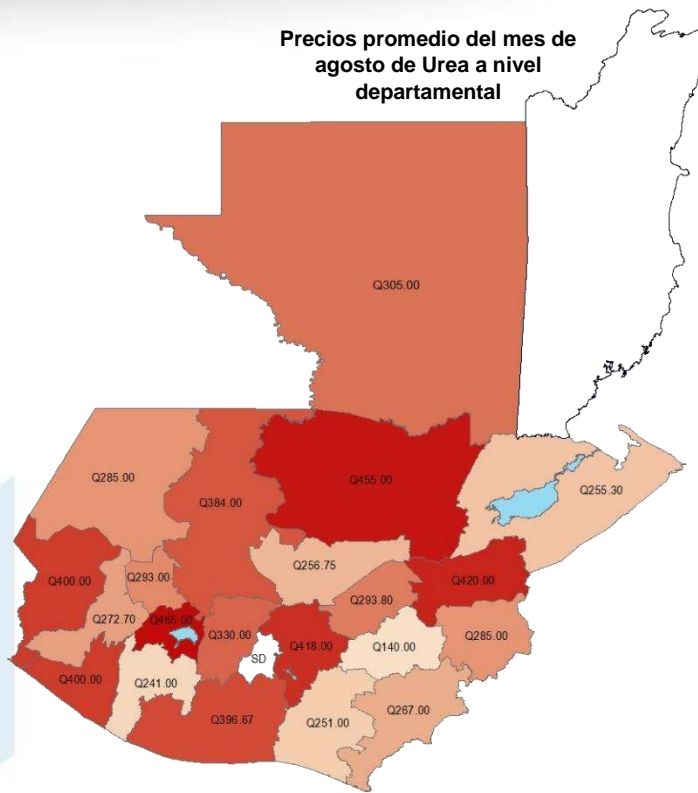 Precios promedio del mes de
agosto de Urea a nivel
departamental
Q305.00
Q285.00
Q384.00
Q455.00
Q255.30
Q400.00
Q293.00
Q256.75
Q420.00
Q272.70
Q465.00
Q330.00
Q418.00
Q293.80
Q285.00
SD
Q140.00
Q400.00
Q241.00
Q396.67
Q251.00
Q267.00